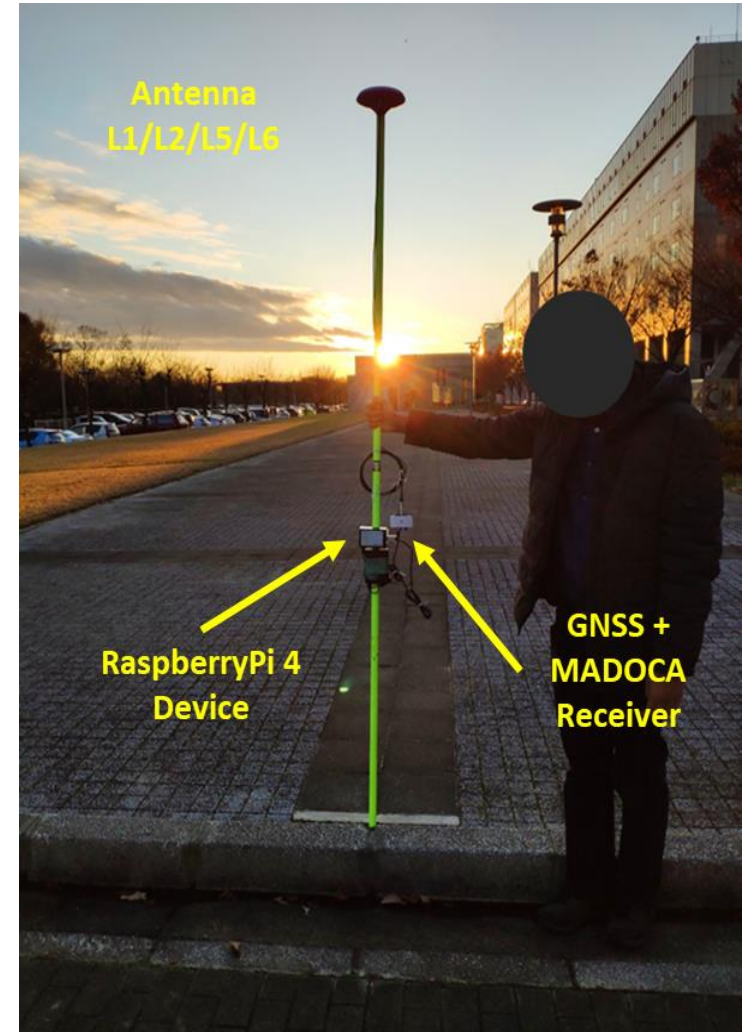 Antenna
L1/L2/L5/L6
RaspberryPi 4
Device
GNSS +
MADOCA
Receiver